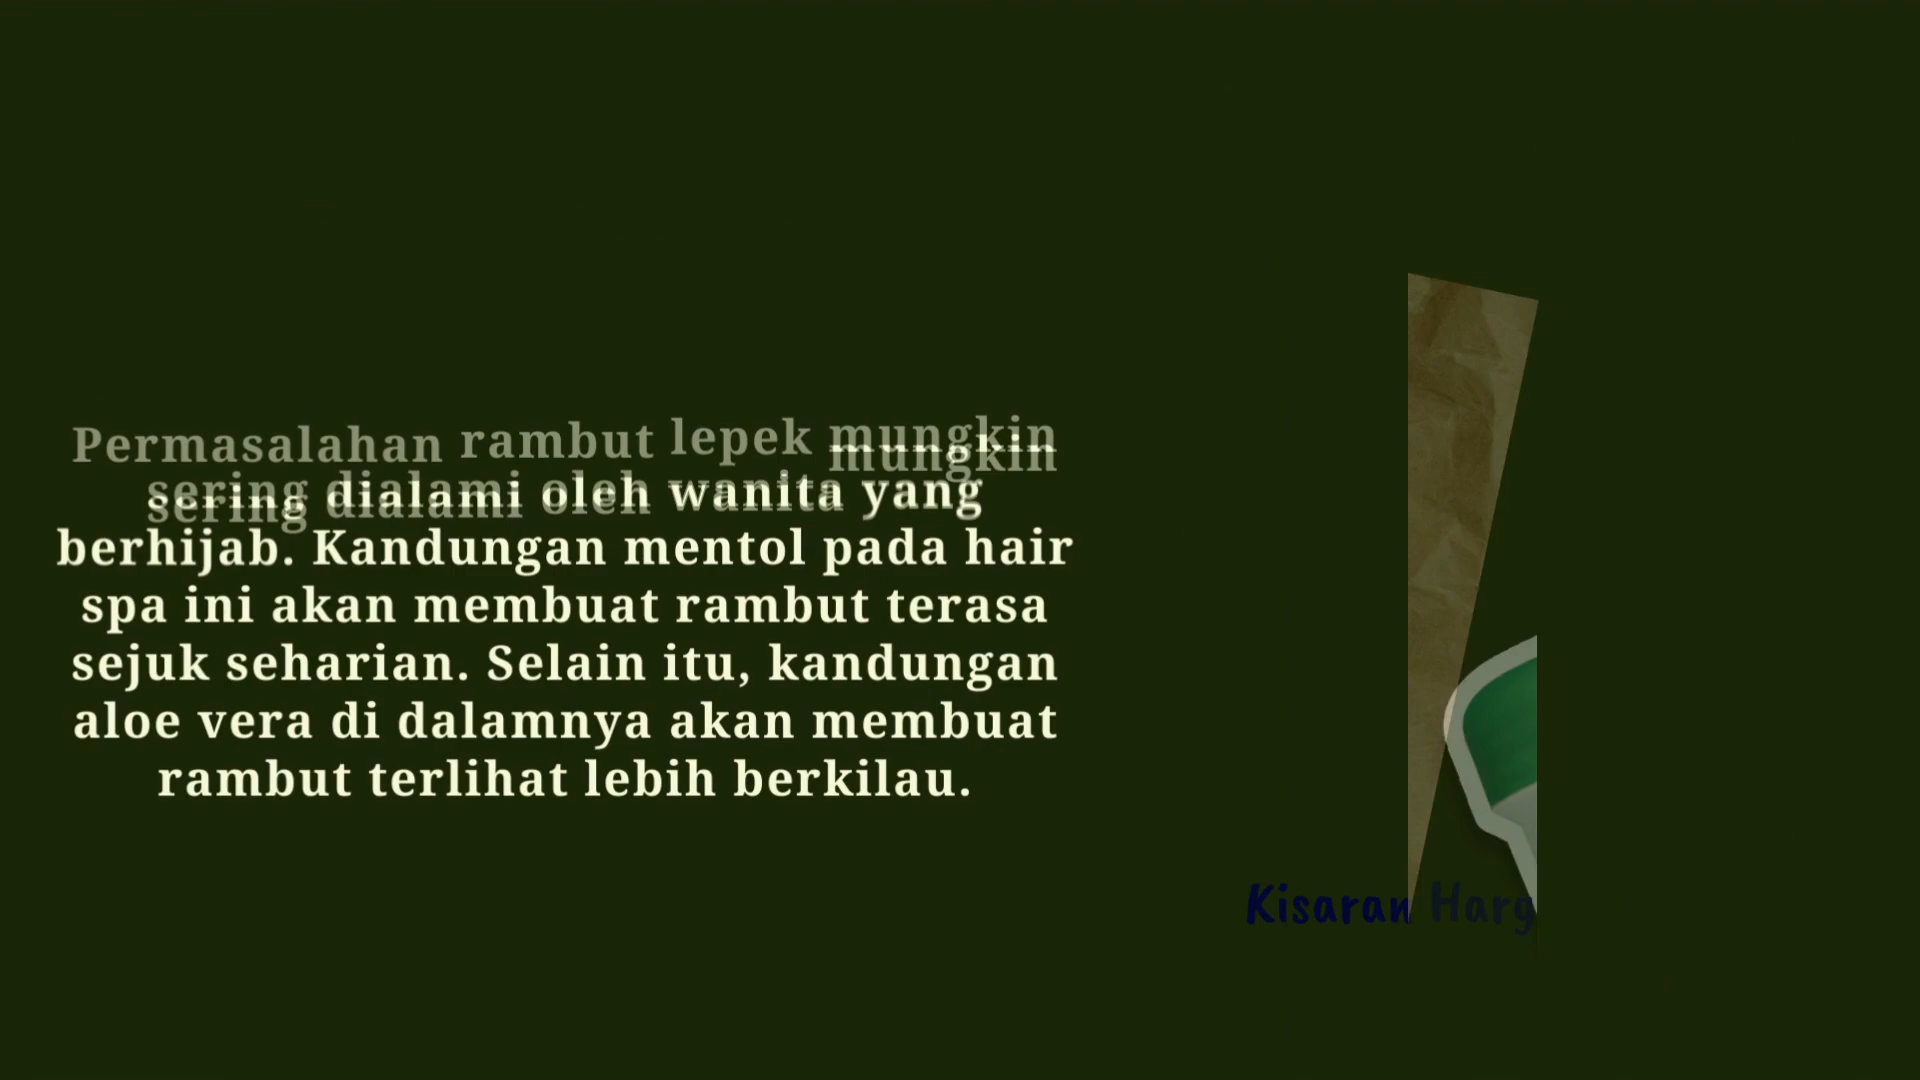 Permasalahan rambut lepek mungkin
sering dialami oleh wanita yang
berhijab. Kandungan mentol pada hair
spa ini akan membuat rambut terasa
sejuk seharian. Selain itu, kandungan
aloe vera di dalamnya akan membuat
rambut terlihat lebih berkilau.
Kisaran Harg